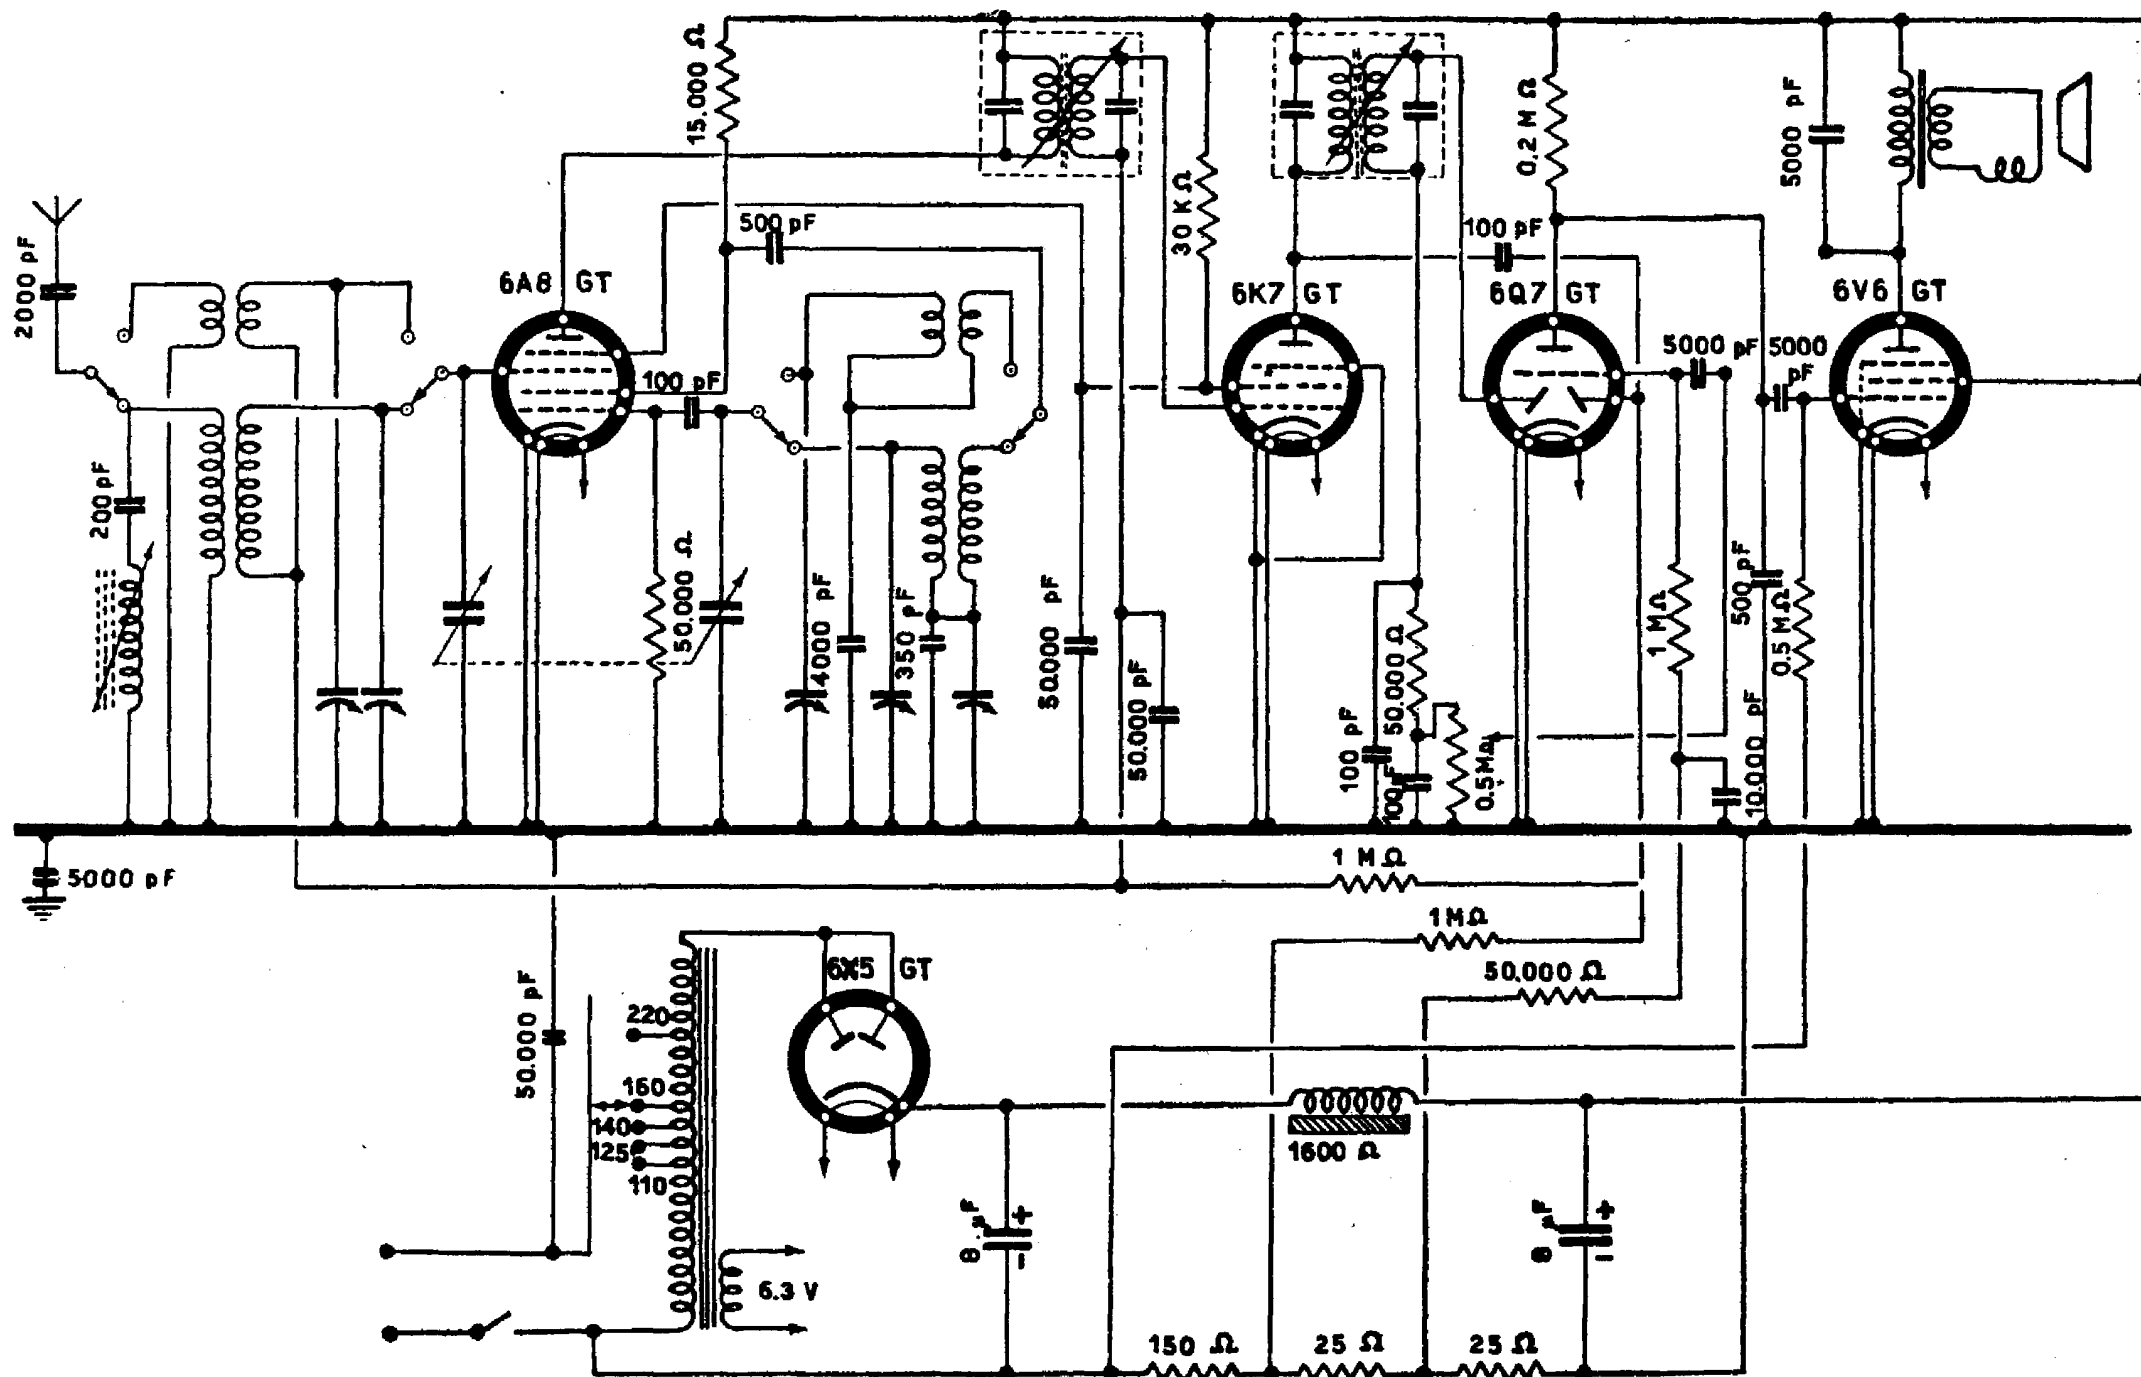 15.000 Ω
0.2 M Ω
5000 pF
30 K Ω
500 pF
100 pF
2000 pF
6A8 GT
6K7 GT
6Q7 GT
6V6 GT
100 pF
5000 pF
5000 pF
200 pF
50.000 Ω
4000 pF
350 pF
50.000 pF
50.000 pF
50.000 Ω
100 pF
100 pF
0.5 MΩ
1 MΩ
500 pF
0.5 MΩ
10.000 pF
5000 pF
1 MΩ
1 MΩ
50.000 Ω
50.000 pF
6X5 GT
220
160
140
125
110
1600 Ω
8 µF
+
-
8 µF
+
-
6.3 V
150 Ω
25 Ω
25 Ω